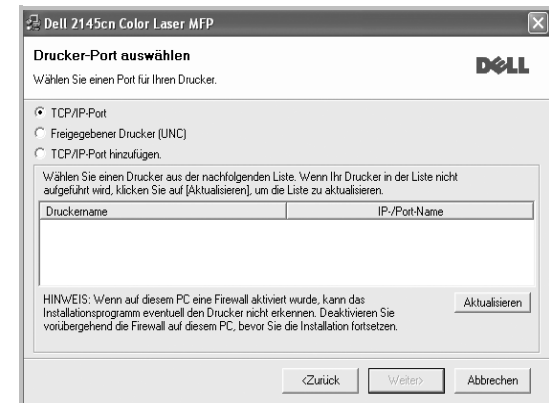 Dell 2145cn Color Laser MFP
Drucker-Port auswählen
Wählen Sie einen Port für Ihren Drucker.
DELL
TCP/IP-Port
Freigegebener Drucker (UNC)
TCP/IP-Port hinzufügen.
Wählen Sie einen Drucker aus der nachfolgenden Liste. Wenn Ihr Drucker in der Liste nicht
aufgeführt wird, klicken Sie auf [Aktualisieren], um die Liste zu aktualisieren.
Druckername IP-/Port-Name
HINWEIS: Wenn auf diesem PC eine Firewall aktiviert wurde, kann das
Installationsprogramm eventuell den Drucker nicht erkennen. Deaktivieren Sie
vorübergehend die Firewall auf diesem PC, bevor Sie die Installation fortsetzen.
Aktualisieren
<Zurück Weiter> Abbrechen